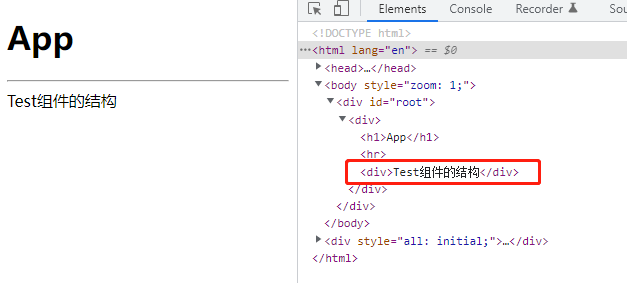 App
Test组件的结构
Elements Console Recorder
<!DOCTYPE html>
…<html lang="en"> == $0
<head>…</head>
<body style="zoom: 1;">
<div id="root">
<div>
<h1>App</h1>
<hr>
<div>Test组件的结构</div>
</div>
</div>
</body>
<div style="all: initial;">…</div>
</html>